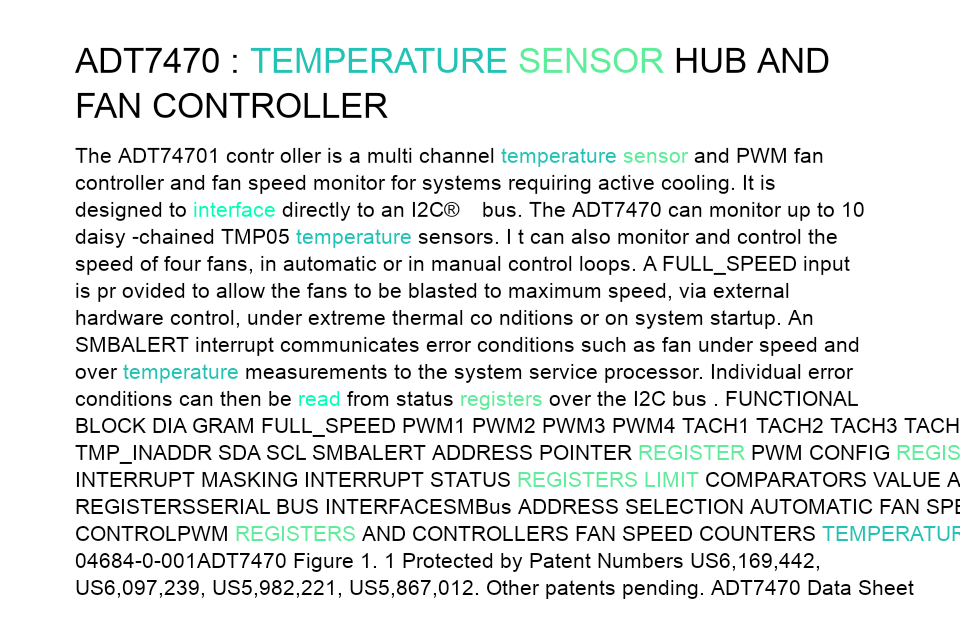 ADT7470 : TEMPERATURE SENSOR HUB AND
FAN CONTROLLER
The ADT74701 contr oller is a multi channel temperature sensor and PWM fan
controller and fan speed monitor for systems requiring active cooling. It is
designed to interface directly to an I2C® bus. The ADT7470 can monitor up to 10
daisy -chained TMP05 temperature sensors. I t can also monitor and control the
speed of four fans, in automatic or in manual control loops. A FULL_SPEED input
is pr ovided to allow the fans to be blasted to maximum speed, via external
hardware control, under extreme thermal co nditions or on system startup. An
SMBALERT interrupt communicates error conditions such as fan under speed and
over temperature measurements to the system service processor. Individual error
conditions can then be read from status registers over the I2C bus . FUNCTIONAL
BLOCK DIA GRAM FULL_SPEED PWM1 PWM2 PWM3 PWM4 TACH1 TACH2 TACH3 TACH
TMP_INADDR SDA SCL SMBALERT ADDRESS POINTER REGISTER PWM CONFIG REGIS
INTERRUPT MASKING INTERRUPT STATUS REGISTERS LIMIT COMPARATORS VALUE A
REGISTERSSERIAL BUS INTERFACESMBus ADDRESS SELECTION AUTOMATIC FAN SPE
CONTROLPWM REGISTERS AND CONTROLLERS FAN SPEED COUNTERS TEMPERATUR
04684-0-001ADT7470 Figure 1. 1 Protected by Patent Numbers US6,169,442,
US6,097,239, US5,982,221, US5,867,012. Other patents pending. ADT7470 Data Sheet